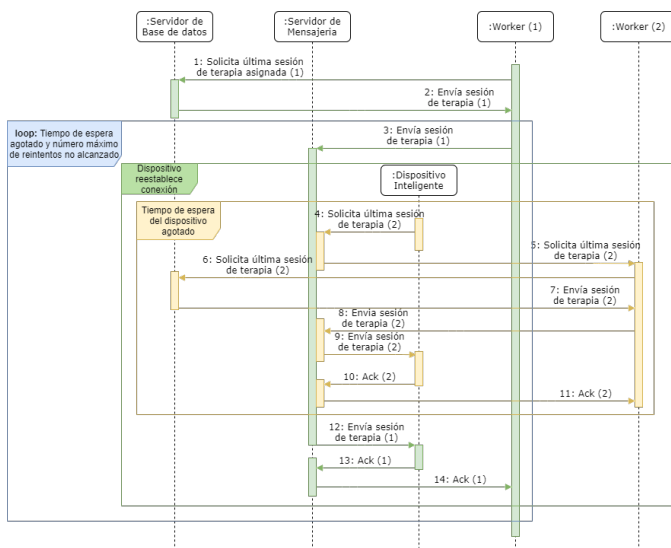 :Servidor de
Base de datos
:Servidor de
Mensajería
:Worker (1)
:Worker (2)
1: Solicita última sesión
de terapia asignada (1)
2: Envía sesión
de terapia (1)
loop: Tiempo de espera
agotado y número máximo
de reintentos no alcanzado
3: Envía sesión
de terapia (1)
Dispositivo
reestablece
conexión
:Dispositivo
Inteligente
Tiempo de espera
del dispositivo
agotado
4: Solicita última sesión
de terapia (2)
5: Solicita última sesión
de terapia (2)
6: Solicita última sesión
de terapia (2)
7: Envía sesión
de terapia (2)
8: Envía sesión
de terapia (2)
9: Envía sesión
de terapia (2)
10: Ack (2)
11: Ack (2)
12: Envía sesión
de terapia (1)
13: Ack (1)
14: Ack (1)